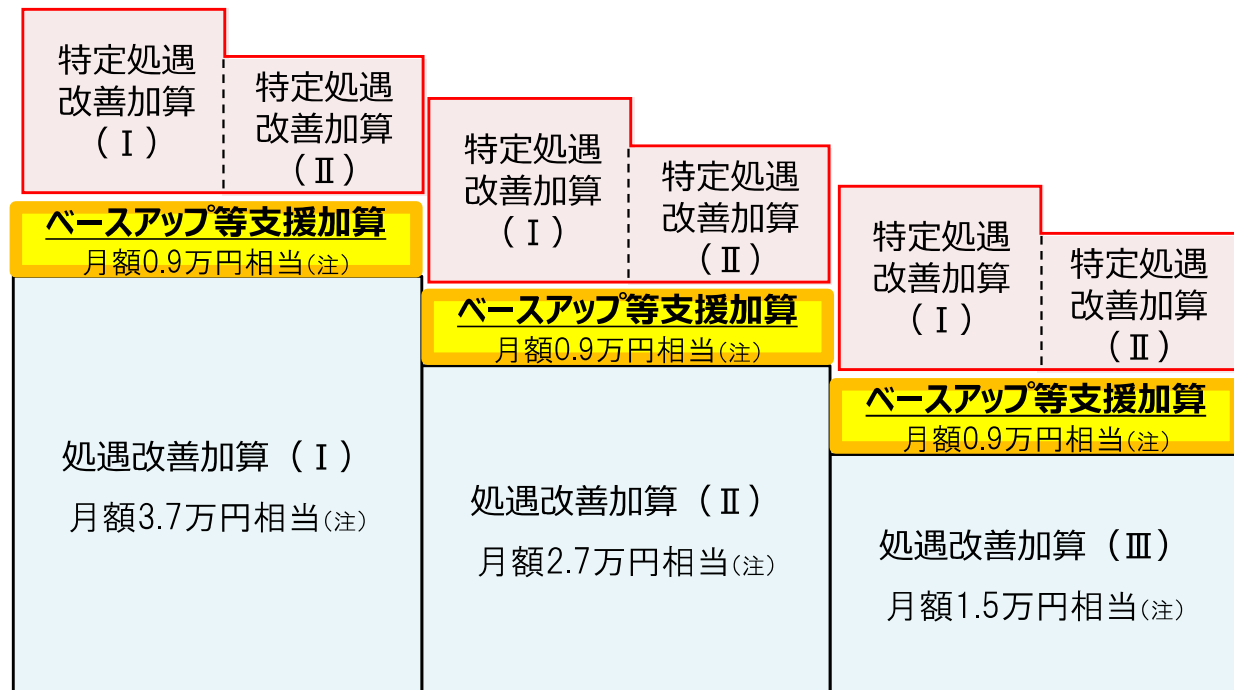 特定処遇
改善加算
（Ⅰ）
特定処遇
改善加算
（Ⅱ）
ベースアップ等支援加算
月額0.9万円相当(注)
処遇改善加算（Ⅰ）
月額3.7万円相当(注)
特定処遇
改善加算
（Ⅰ）
特定処遇
改善加算
（Ⅱ）
ベースアップ等支援加算
月額0.9万円相当(注)
処遇改善加算（Ⅱ）
月額2.7万円相当(注)
特定処遇
改善加算
（Ⅰ）
特定処遇
改善加算
（Ⅱ）
ベースアップ等支援加算
月額0.9万円相当(注)
処遇改善加算（Ⅲ）
月額1.5万円相当(注)